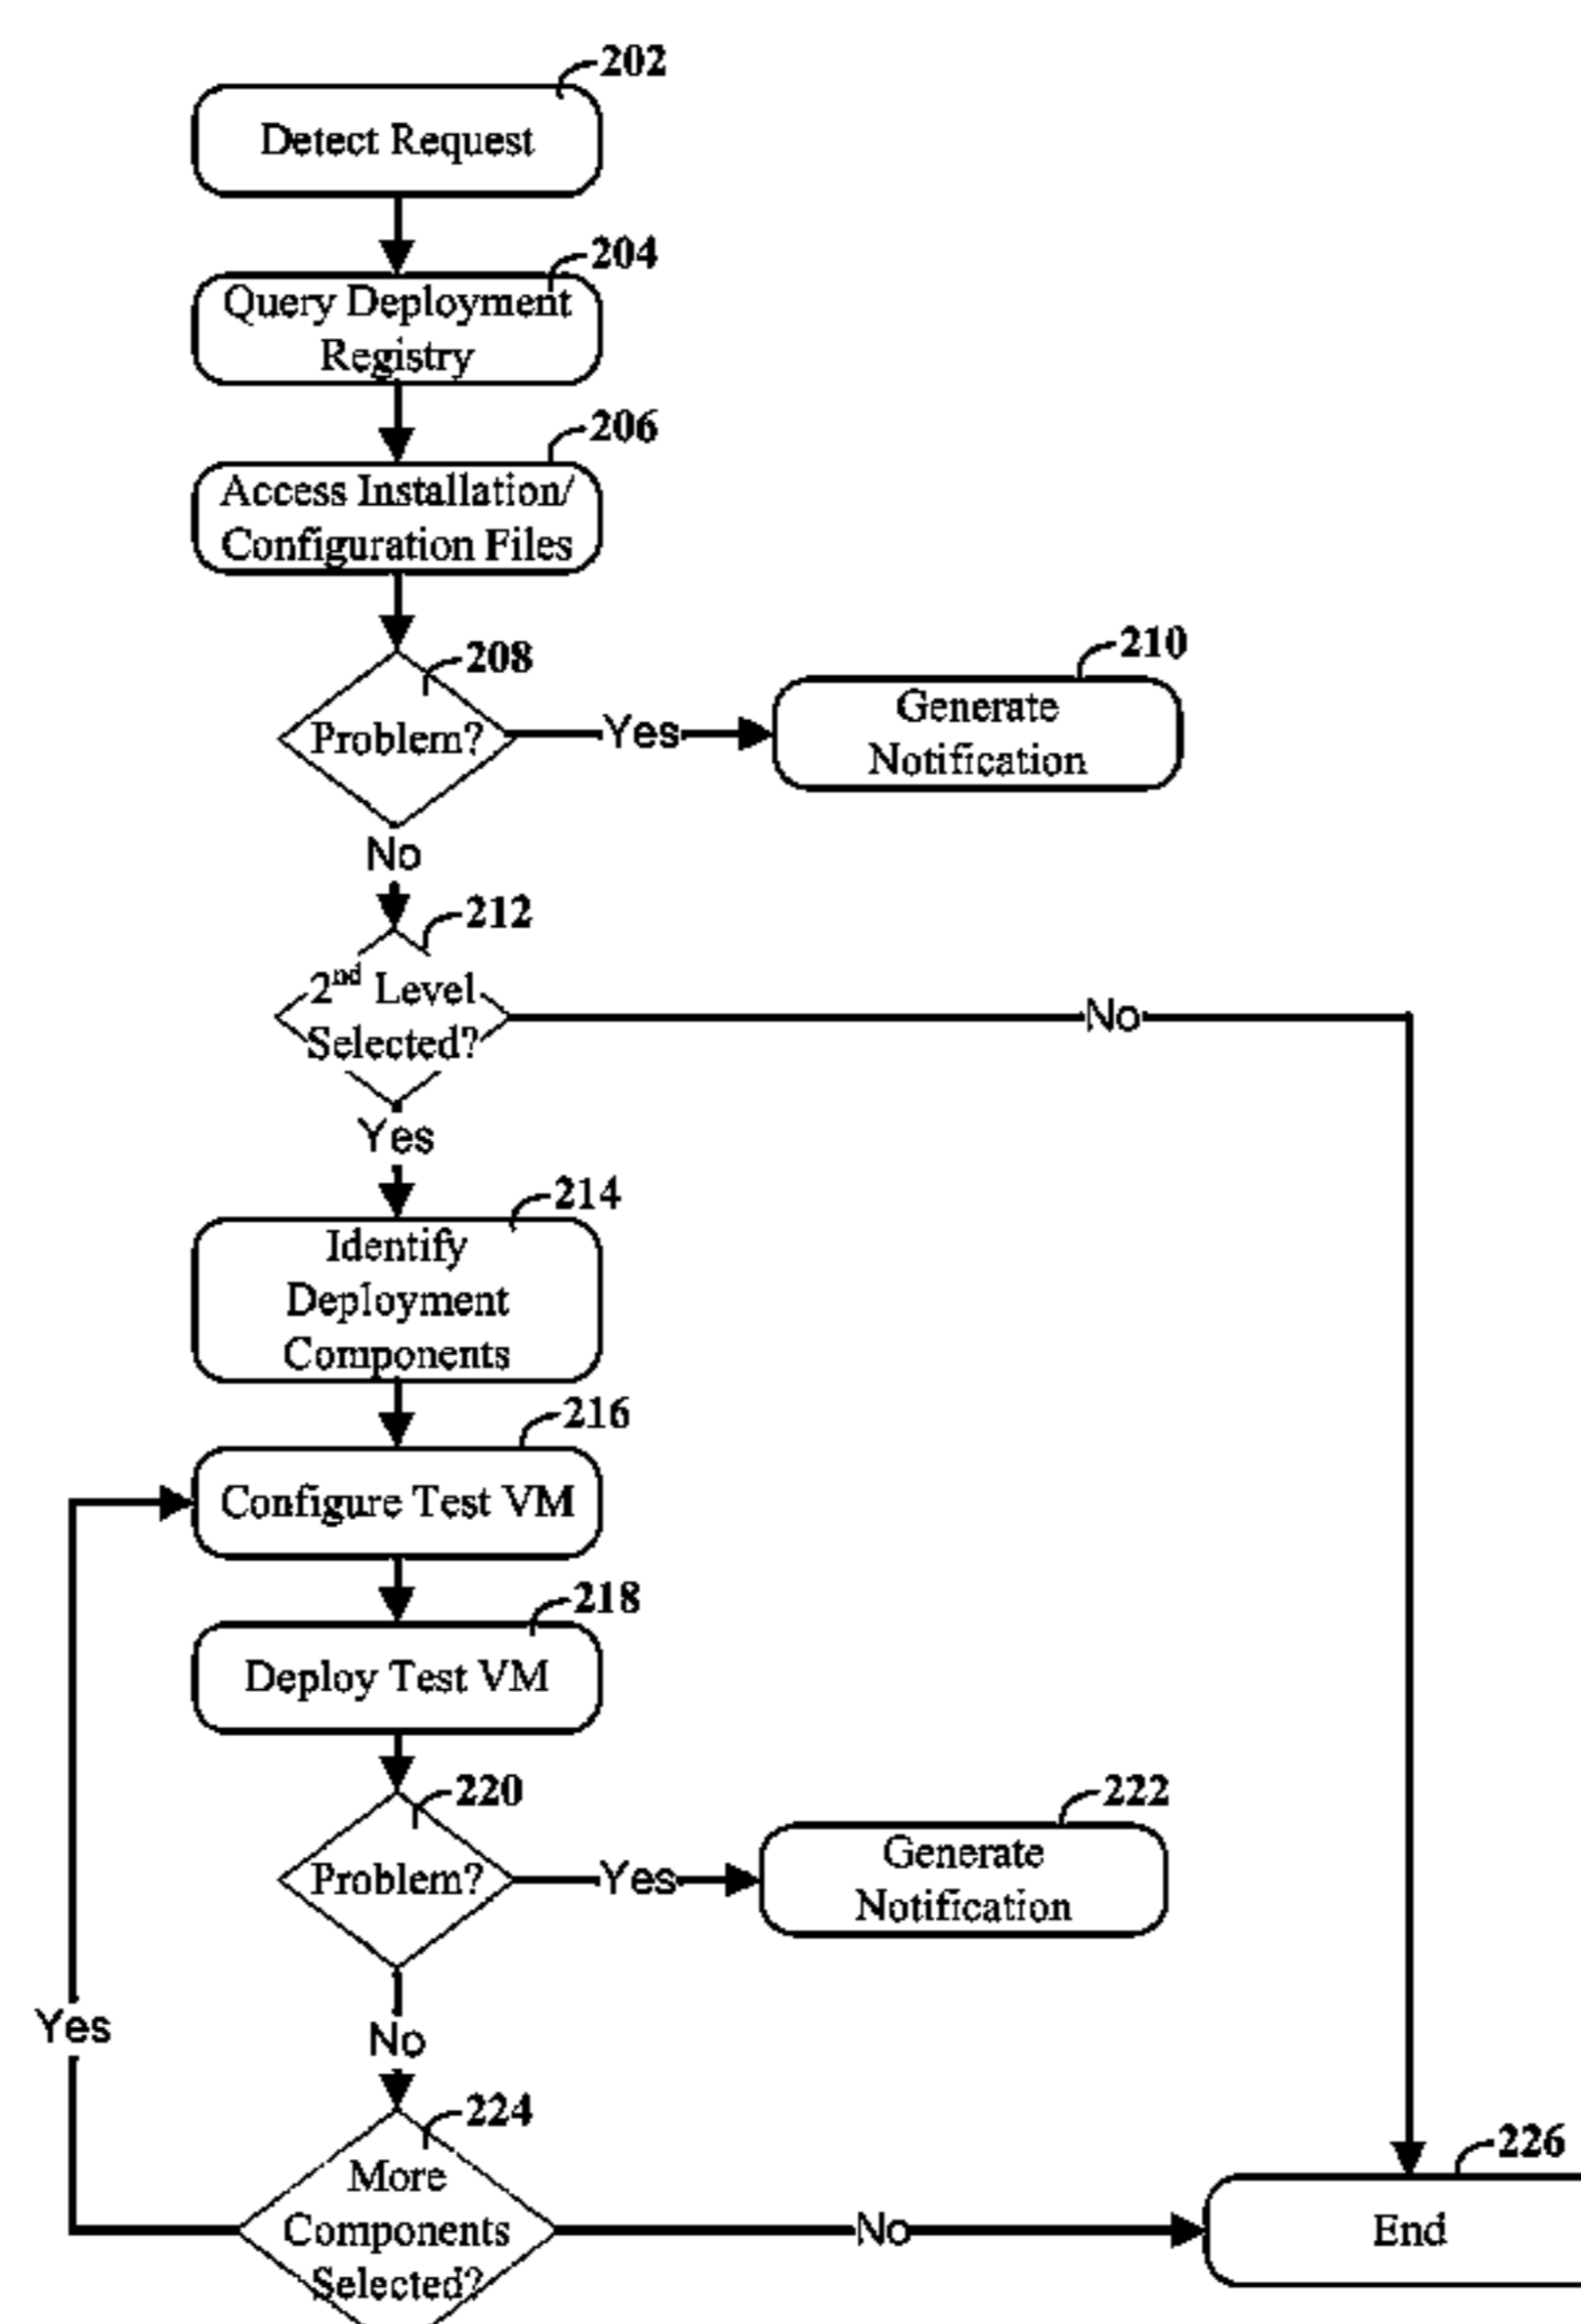 202
Detect Request
204
Query Deployment
Registry
206
Access Installation/
Configuration Files
208
Problem?
Yes
210
Generate
Notification
No
212
2nd Level
Selected?
No
Yes
214
Identify
Deployment
Components
216
Configure Test VM
218
Deploy Test VM
220
Problem?
Yes
222
Generate
Notification
Yes
No
224
More
Components
Selected?
No
226
End